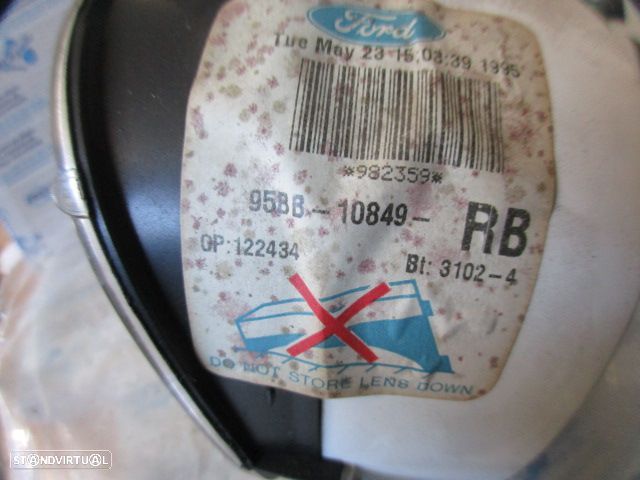 Ford
Tue May 23 15:03:39 1995
*982359*
95BB-10849- RB
OP:122434
Bt: 3102-4
DO NOT STORE LENS DOWN
STANDVIRTUAL